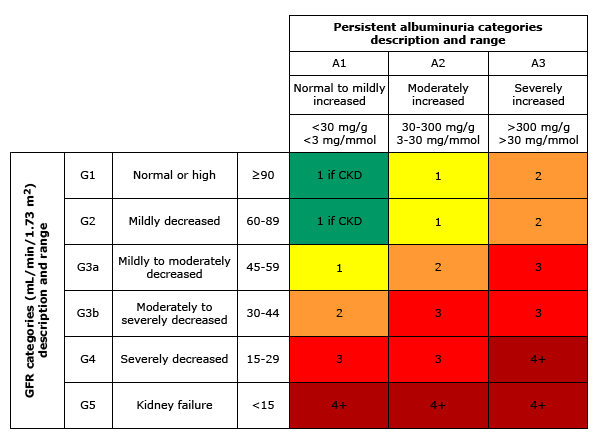 Persistent albuminuria categories
description and range
A1 A2 A3
Normal to mildly
increased
Moderately
increased
Severely
increased
<30 mg/g
<3 mg/mmol
30-300 mg/g
3-30 mg/mmol
>300 mg/g
>30 mg/mmol
GFR categories (mL/min/1.73 m²)
description and range
G1 Normal or high ≥90 1 if CKD 1 2
G2 Mildly decreased 60-89 1 if CKD 1 2
G3a Mildly to moderately
decreased 45-59 1 2 3
G3b Moderately to
severely decreased 30-44 2 3 3
G4 Severely decreased 15-29 3 3 4+
G5 Kidney failure <15 4+ 4+ 4+